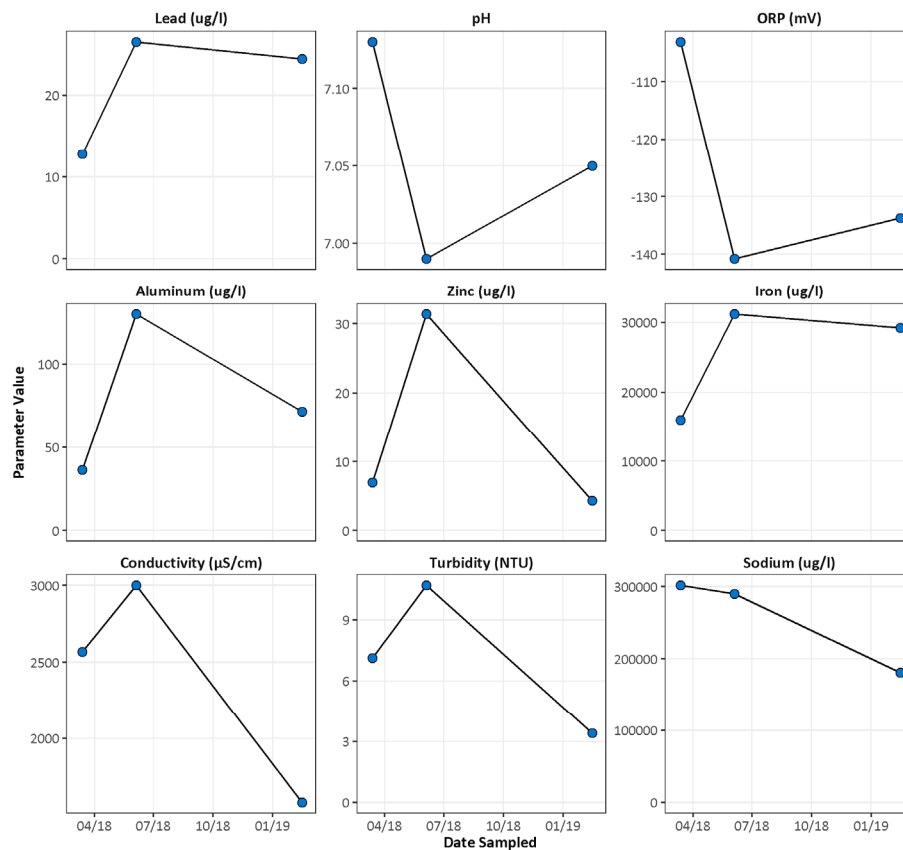 Lead (ug/l)
pH
ORP (mV)
20
10
0
7.10
7.05
7.00
-110
-120
-130
-140
Aluminum (ug/l)
Zinc (ug/l)
Iron (ug/l)
Parameter Value
100
50
0
30
20
10
0
30000
20000
10000
0
Conductivity (µS/cm)
Turbidity (NTU)
Sodium (ug/l)
3000
2500
2000
9
6
3
0
300000
200000
100000
0
04/18 07/18 10/18 01/19
04/18 07/18 10/18 01/19
04/18 07/18 10/18 01/19
Date Sampled